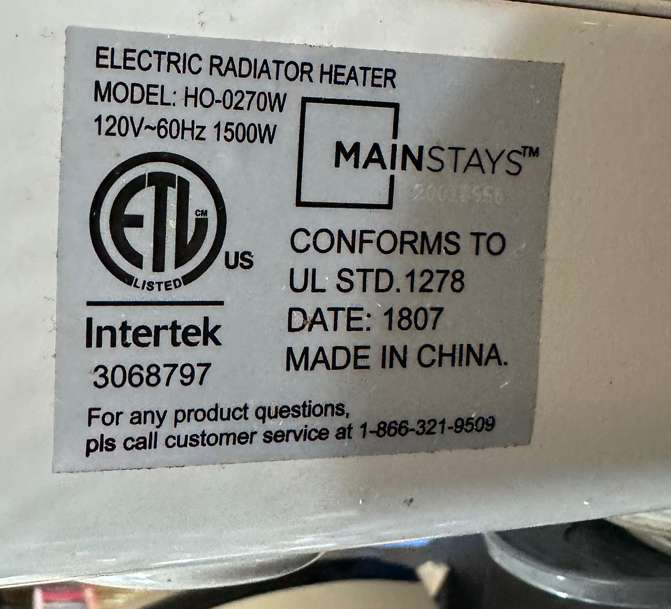 ELECTRIC RADIATOR HEATER
MODEL: HO-0270W
120V~60Hz 1500W
MAINSTAYS™
ETL CM
US
LISTED
Intertek
3068797
CONFORMS TO
UL STD.1278
DATE: 1807
MADE IN CHINA.
For any product questions,
pls call customer service at 1-866-321-9509